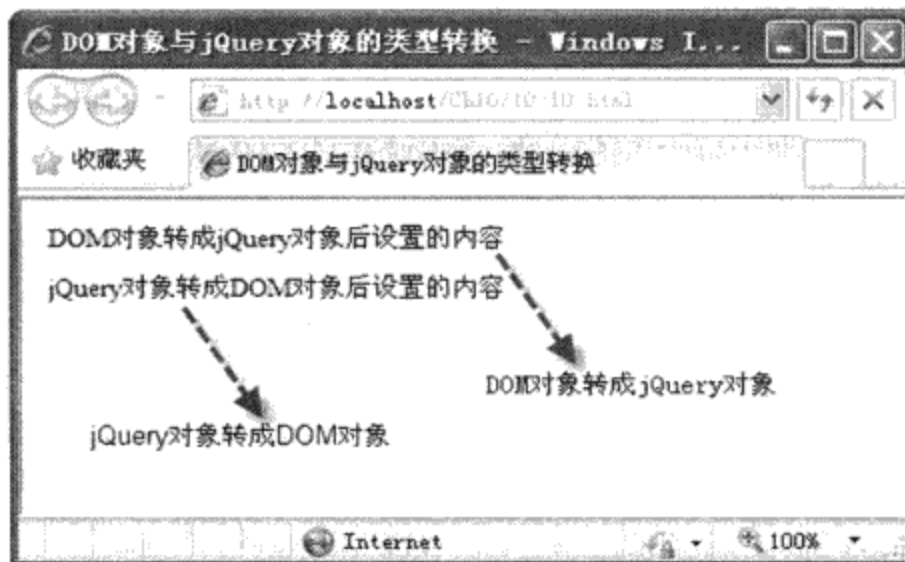 DOM对象与jQuery对象的类型转换 - Windows I...
http://localhost/Ch10/10-10.html
收藏夹
DOM对象与jQuery对象的类型转换
DOM对象转成jQuery对象后设置的内容
jQuery对象转成DOM对象后设置的内容
DOM对象转成jQuery对象
jQuery对象转成DOM对象
Internet
100%